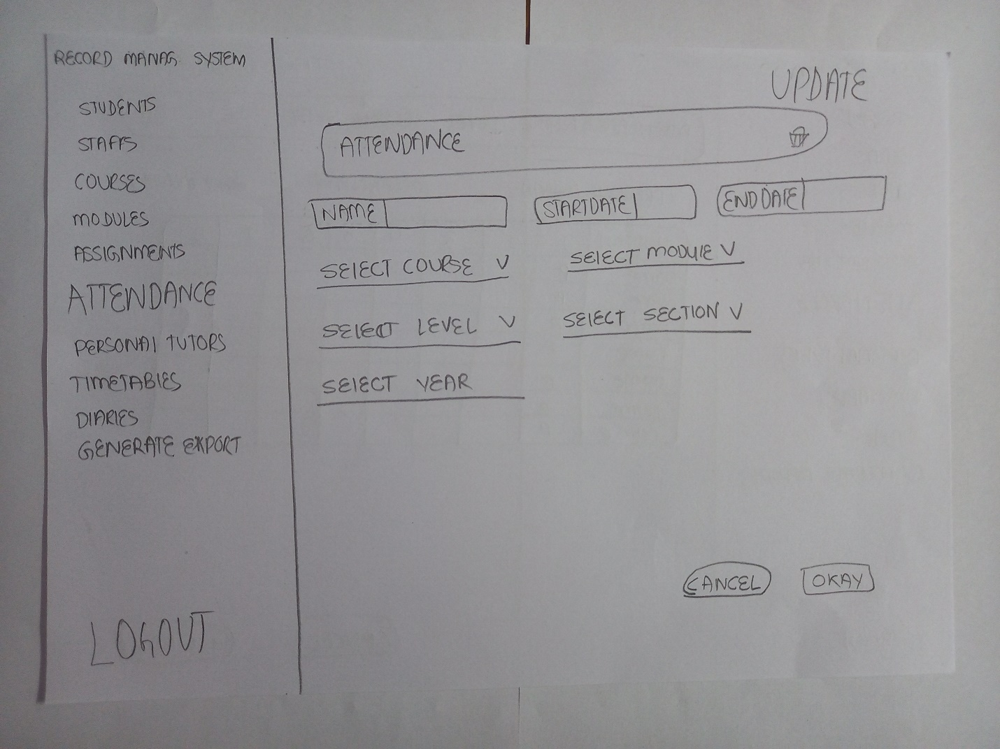 RECORD MANAG. SYSTEM
STUDENTS
STAFFS
COURSES
MODULES
ASSIGNMENTS
ATTENDANCE
PERSONAL TUTORS
TIMETABLES
DIARIES
GENERATE EXPORT
LOGOUT
UPDATE
ATTENDANCE
NAME
STARTDATE
END DATE
SELECT COURSE V
SELECT MODULE V
SELECT LEVEL V
SELECT SECTION V
SELECT YEAR
CANCEL
OKAY